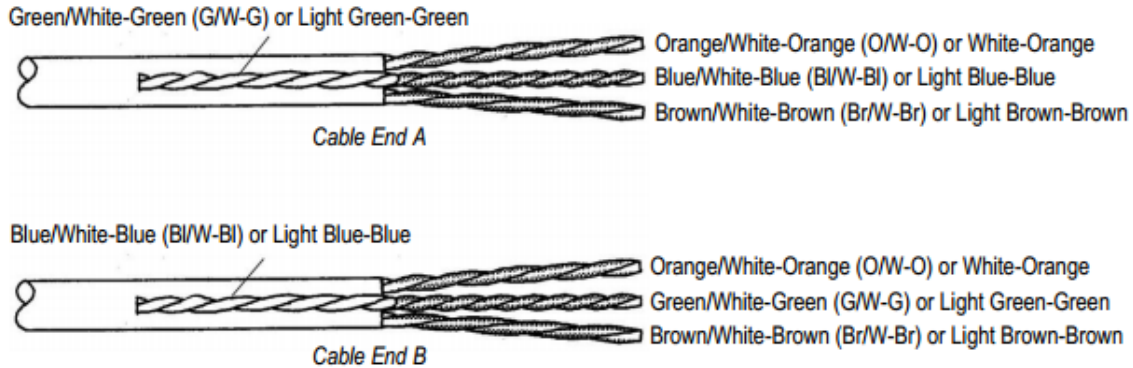 Green/White-Green (G/W-G) or Light Green-Green
Orange/White-Orange (O/W-O) or White-Orange
Blue/White-Blue (Bl/W-Bl) or Light Blue-Blue
Brown/White-Brown (Br/W-Br) or Light Brown-Brown
Cable End A
Blue/White-Blue (Bl/W-Bl) or Light Blue-Blue
Orange/White-Orange (O/W-O) or White-Orange
Green/White-Green (G/W-G) or Light Green-Green
Brown/White-Brown (Br/W-Br) or Light Brown-Brown
Cable End B